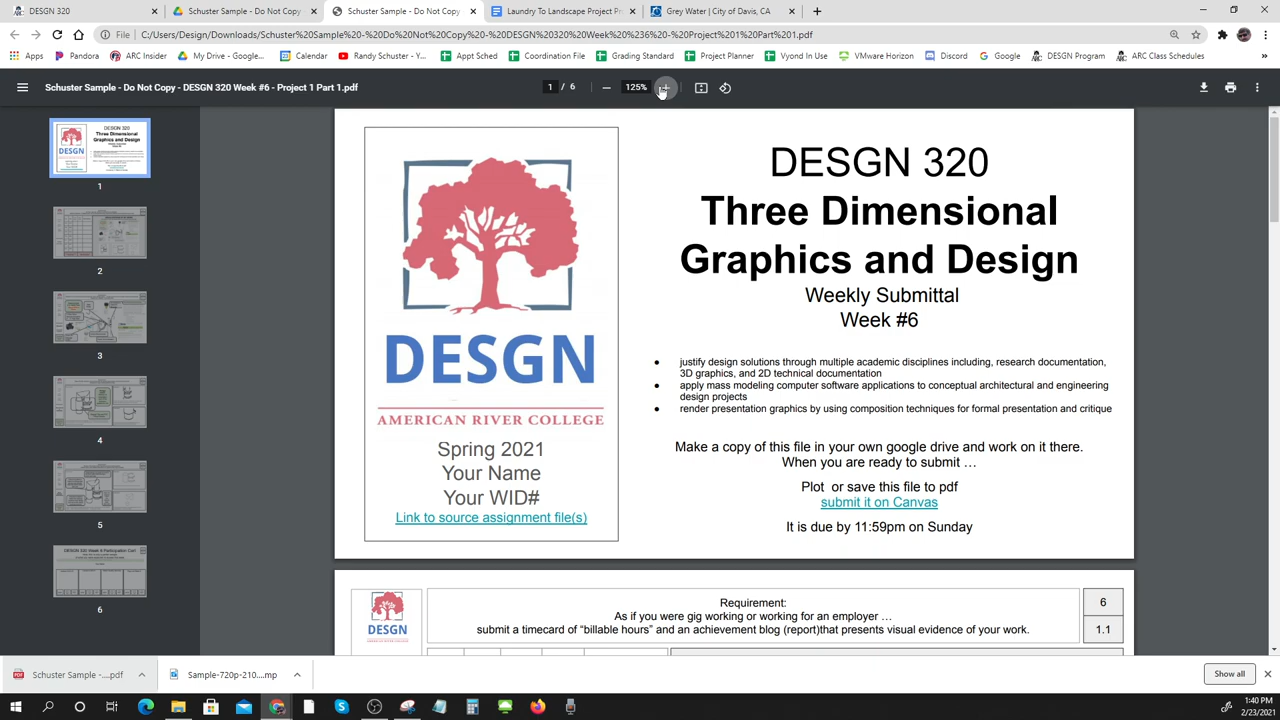 DESGN 320
Schuster Sample - Do Not Copy
Schuster Sample - Do Not Copy
Laundry To Landscape Project Pr
Grey Water | City of Davis, CA
File
C:/Users/Design/Downloads/Schuster%20Sample%20-%20Do%20Not%20Copy%20-%20DESGN%20320%20Week%20%236%20-%20Project%201%20Part%201.pdf
Apps
Pandora
ARC Insider
My Drive - Google...
Calendar
Randy Schuster - Y...
Appt Sched
Coordination File
Grading Standard
Project Planner
Vyond In Use
VMware Horizon
Discord
Google
DESGN Program
ARC Class Schedules
Schuster Sample - Do Not Copy - DESGN 320 Week #6 - Project 1 Part 1.pdf
1 / 6
125%
1
2
3
4
5
6
DESGN
AMERICAN RIVER COLLEGE
Spring 2021
Your Name
Your WID#
Link to source assignment file(s)
DESGN 320
Three Dimensional
Graphics and Design
Weekly Submittal
Week #6
● justify design solutions through multiple academic disciplines including, research documentation,
3D graphics, and 2D technical documentation
● apply mass modeling computer software applications to conceptual architectural and engineering
design projects
● render presentation graphics by using composition techniques for formal presentation and critique
Make a copy of this file in your own google drive and work on it there.
When you are ready to submit …
Plot or save this file to pdf
submit it on Canvas
It is due by 11:59pm on Sunday
DESGN
Requirement:
As if you were gig working or working for an employer …
submit a timecard of “billable hours” and an achievement blog (report)that presents visual evidence of your work.
6
1.1
Schuster Sample -....pdf
Sample-720p-210....mp
Show all
1:40 PM
2/23/2021